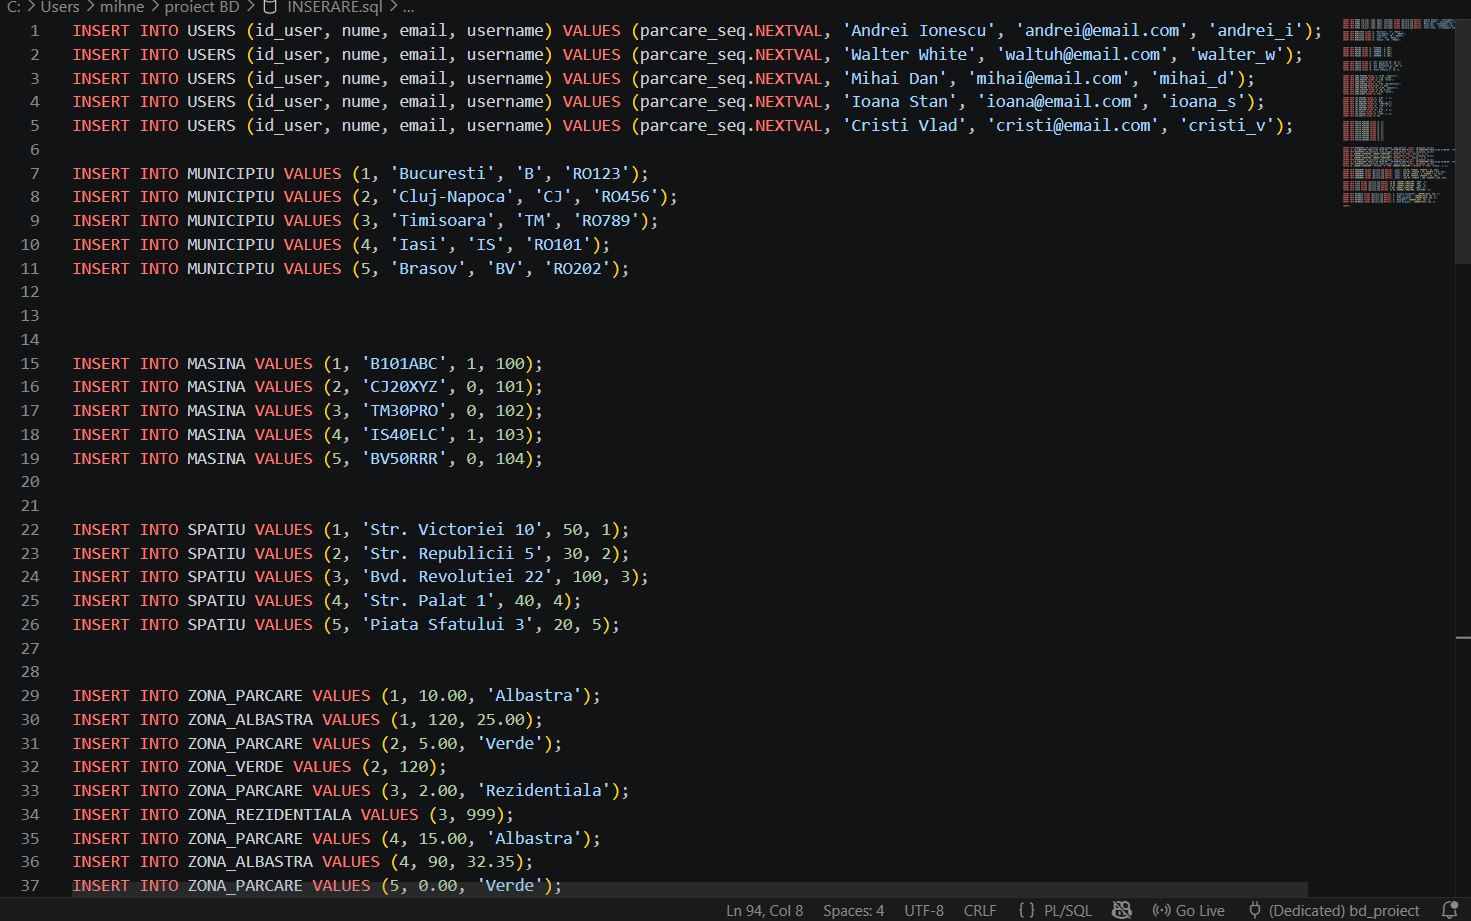 C: > Users > mihne > proiect BD > INSERARE.sql > ...
1 INSERT INTO USERS (id_user, nume, email, username) VALUES (parcare_seq.NEXTVAL, 'Andrei Ionescu', 'andrei@email.com', 'andrei_i');
2 INSERT INTO USERS (id_user, nume, email, username) VALUES (parcare_seq.NEXTVAL, 'Walter White', 'waltuh@email.com', 'walter_w');
3 INSERT INTO USERS (id_user, nume, email, username) VALUES (parcare_seq.NEXTVAL, 'Mihai Dan', 'mihai@email.com', 'mihai_d');
4 INSERT INTO USERS (id_user, nume, email, username) VALUES (parcare_seq.NEXTVAL, 'Ioana Stan', 'ioana@email.com', 'ioana_s');
5 INSERT INTO USERS (id_user, nume, email, username) VALUES (parcare_seq.NEXTVAL, 'Cristi Vlad', 'cristi@email.com', 'cristi_v');
6
7 INSERT INTO MUNICIPIU VALUES (1, 'Bucuresti', 'B', 'RO123');
8 INSERT INTO MUNICIPIU VALUES (2, 'Cluj-Napoca', 'CJ', 'RO456');
9 INSERT INTO MUNICIPIU VALUES (3, 'Timisoara', 'TM', 'RO789');
10 INSERT INTO MUNICIPIU VALUES (4, 'Iasi', 'IS', 'RO101');
11 INSERT INTO MUNICIPIU VALUES (5, 'Brasov', 'BV', 'RO202');
12
13
14
15 INSERT INTO MASINA VALUES (1, 'B101ABC', 1, 100);
16 INSERT INTO MASINA VALUES (2, 'CJ20XYZ', 0, 101);
17 INSERT INTO MASINA VALUES (3, 'TM30PRO', 0, 102);
18 INSERT INTO MASINA VALUES (4, 'IS40ELC', 1, 103);
19 INSERT INTO MASINA VALUES (5, 'BV50RRR', 0, 104);
20
21
22 INSERT INTO SPATIU VALUES (1, 'Str. Victoriei 10', 50, 1);
23 INSERT INTO SPATIU VALUES (2, 'Str. Republicii 5', 30, 2);
24 INSERT INTO SPATIU VALUES (3, 'Bvd. Revolutiei 22', 100, 3);
25 INSERT INTO SPATIU VALUES (4, 'Str. Palat 1', 40, 4);
26 INSERT INTO SPATIU VALUES (5, 'Piata Sfatului 3', 20, 5);
27
28
29 INSERT INTO ZONA_PARCARE VALUES (1, 10.00, 'Albastra');
30 INSERT INTO ZONA_ALBASTRA VALUES (1, 120, 25.00);
31 INSERT INTO ZONA_PARCARE VALUES (2, 5.00, 'Verde');
32 INSERT INTO ZONA_VERDE VALUES (2, 120);
33 INSERT INTO ZONA_PARCARE VALUES (3, 2.00, 'Rezidentiala');
34 INSERT INTO ZONA_REZIDENTIALA VALUES (3, 999);
35 INSERT INTO ZONA_PARCARE VALUES (4, 15.00, 'Albastra');
36 INSERT INTO ZONA_ALBASTRA VALUES (4, 90, 32.35);
37 INSERT INTO ZONA_PARCARE VALUES (5, 0.00, 'Verde');
Ln 94, Col 8 Spaces: 4 UTF-8 CRLF {} PL/SQL Go Live (Dedicated) bd_proiect